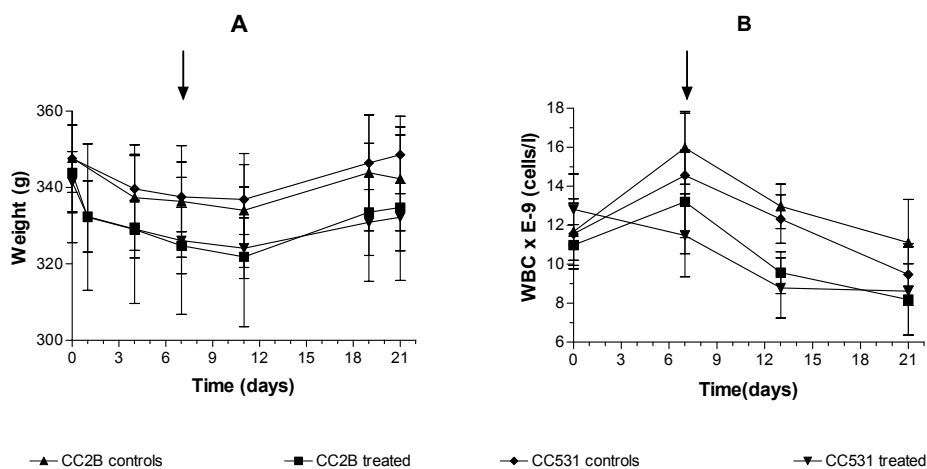 A
B
360
340
320
300
Weight (g)
0 3 6 9 12 15 18 21
Time (days)
18
16
14
12
10
8
6
WBC x E-9 (cells/l)
0 3 6 9 12 15 18 21
Time(days)
CC2B controls CC2B treated CC531 controls CC531 treated